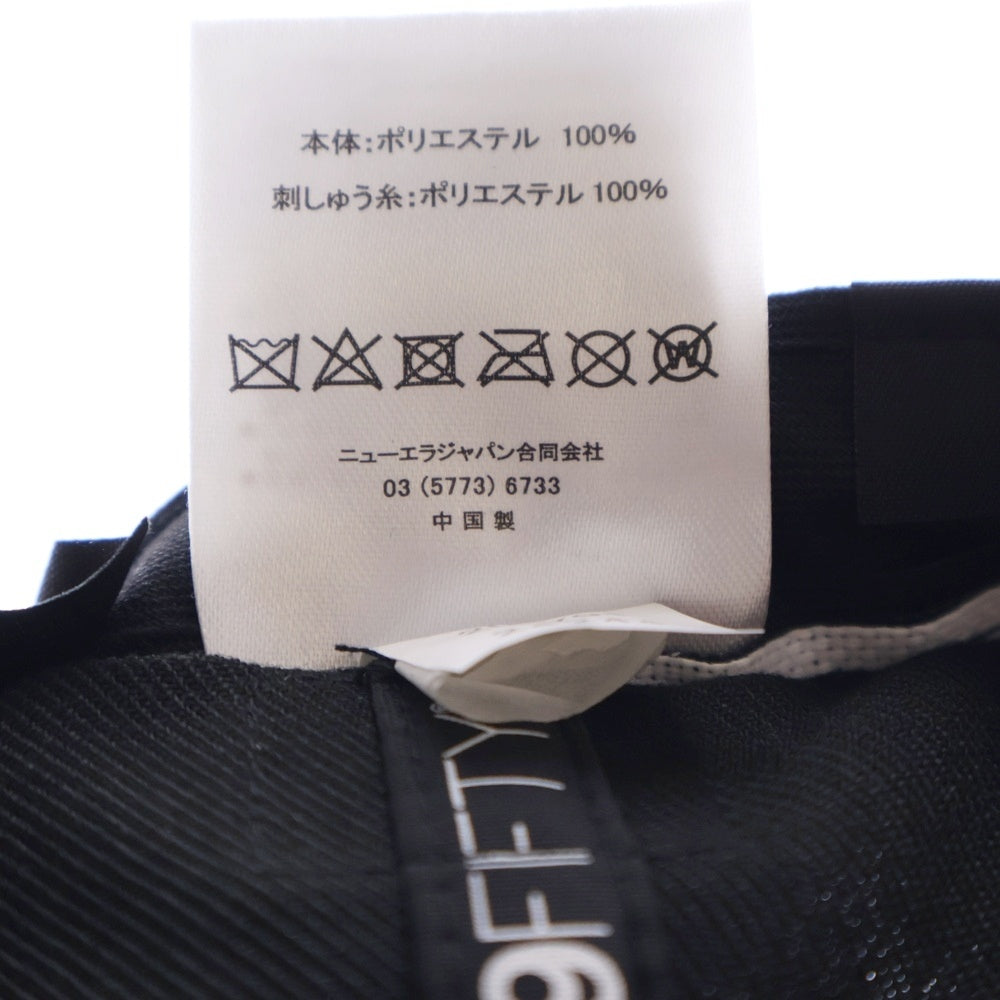 本体：ポリエステル 100%
刺しゅう糸：ポリエステル 100%
W
ニューエラジャパン合同会社
03 (5773) 6733
中国製
9FIFTY